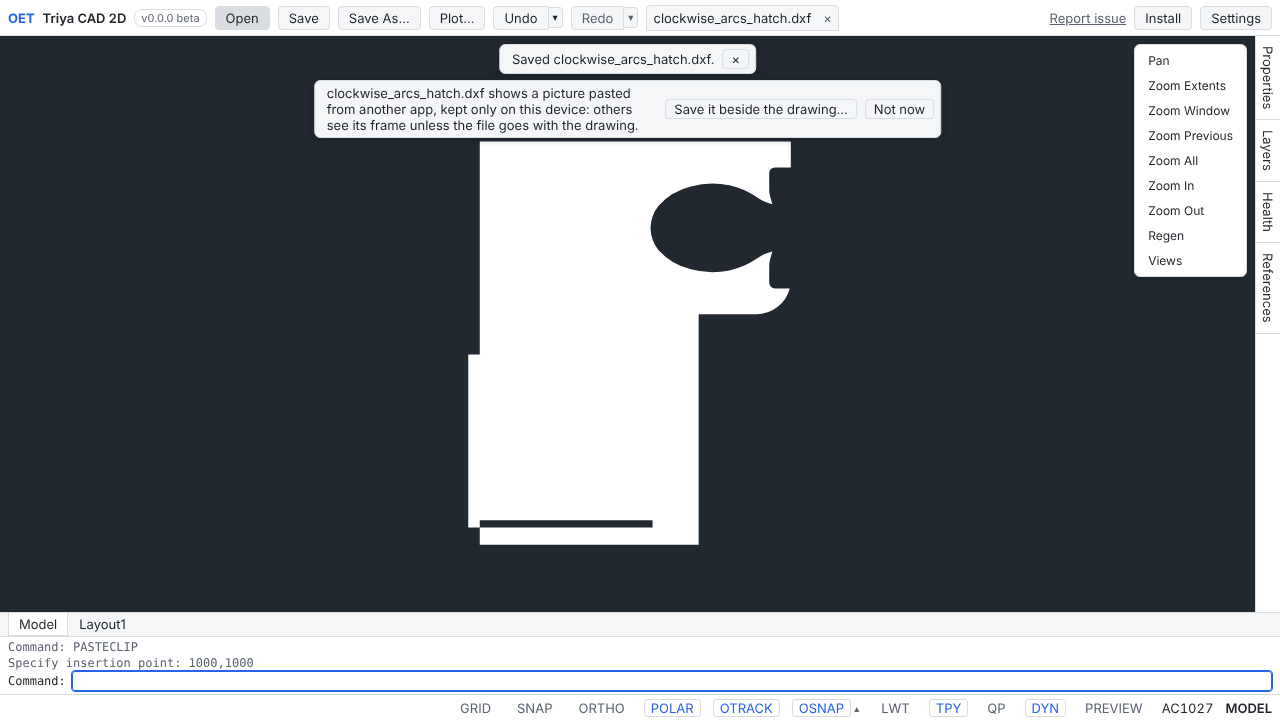 OET Triya CAD 2D v0.0.0 beta Open Save Save As... Plot... Undo ▾ Redo ▾ clockwise_arcs_hatch.dxf × Report issue Install Settings
Saved clockwise_arcs_hatch.dxf. ×
clockwise_arcs_hatch.dxf shows a picture pasted
from another app, kept only on this device: others
see its frame unless the file goes with the drawing.
Save it beside the drawing... Not now
Pan
Zoom Extents
Zoom Window
Zoom Previous
Zoom All
Zoom In
Zoom Out
Regen
Views
Properties
Layers
Health
References
Model Layout1
Command: PASTECLIP
Specify insertion point: 1000,1000
Command:
GRID SNAP ORTHO POLAR OTRACK OSNAP ▴ LWT TPY QP DYN PREVIEW AC1027 MODEL